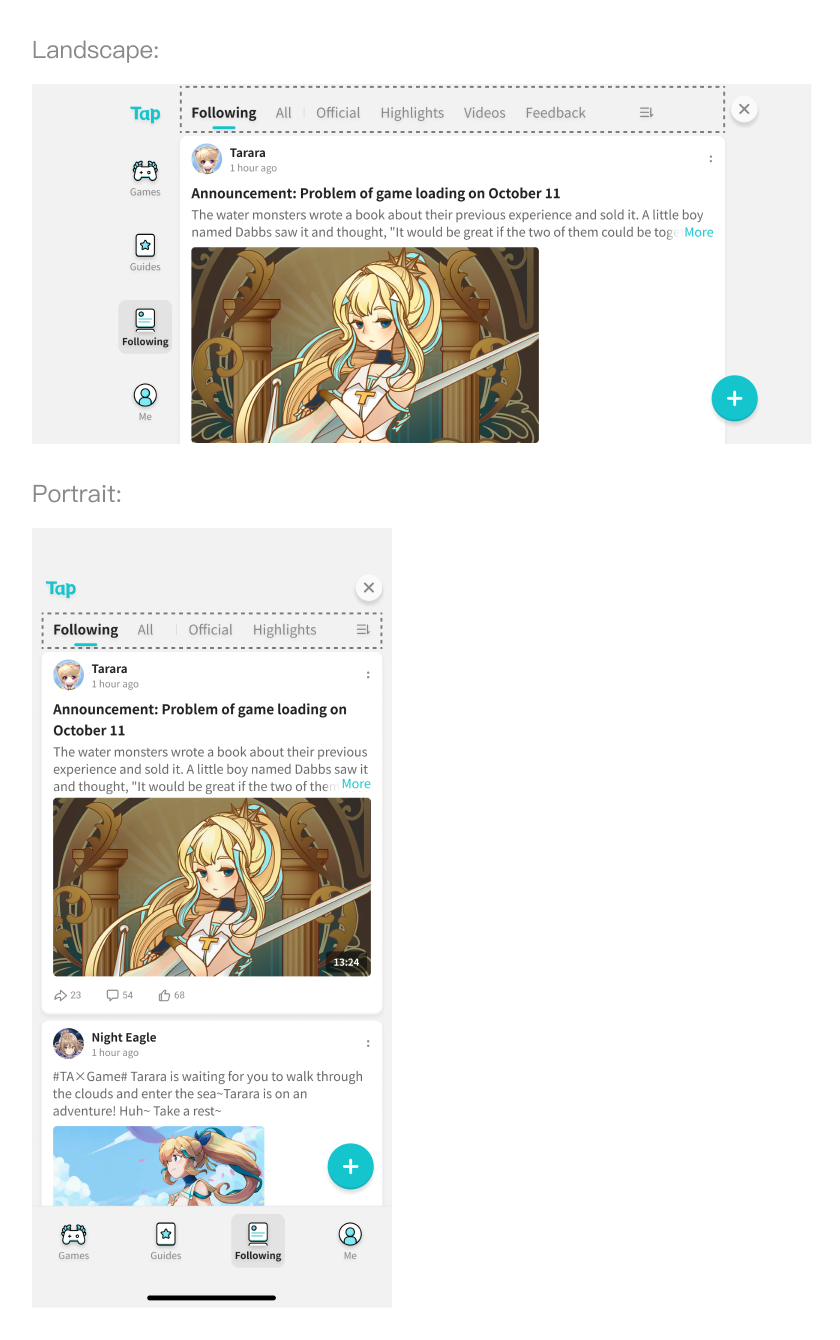 Landscape:
Tap
Following All Official Highlights Videos Feedback
Games
Guides
Following
Me
Tarara
1 hour ago
Announcement: Problem of game loading on October 11
The water monsters wrote a book about their previous experience and sold it. A little boy
named Dabbs saw it and thought, "It would be great if the two of them could be toge More
Portrait:
Tap
Following All Official Highlights
Tarara
1 hour ago
Announcement: Problem of game loading on
October 11
The water monsters wrote a book about their previous
experience and sold it. A little boy named Dabbs saw it
and thought, "It would be great if the two of them More
13:24
23 54 68
Night Eagle
1 hour ago
#TA×Game# Tarara is waiting for you to walk through
the clouds and enter the sea~Tarara is on an
adventure! Huh~ Take a rest~
Games Guides Following Me